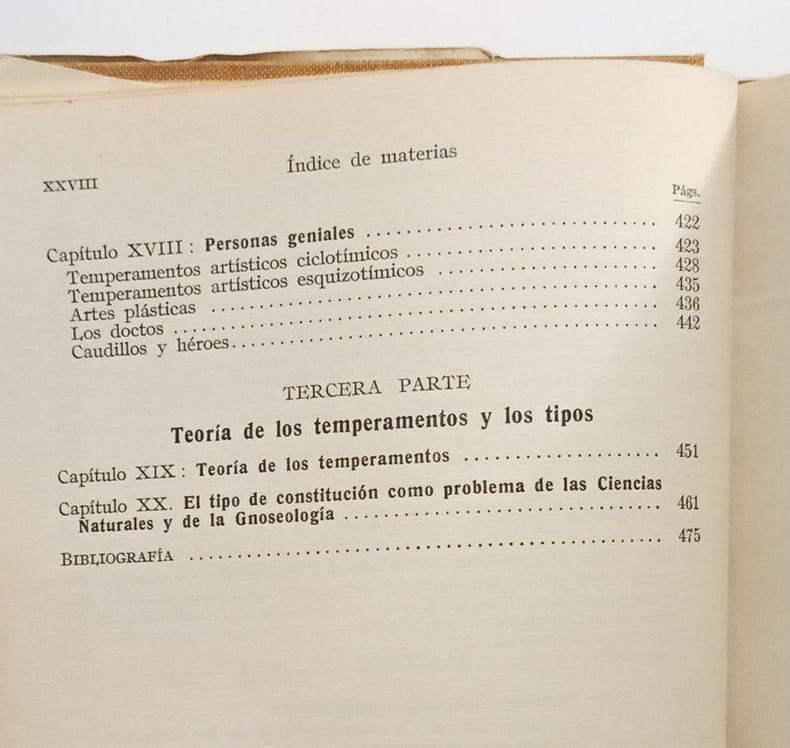 XXVIII
Índice de materias
Págs.
Capítulo XVIII : Personas geniales . . . . . . . . . . . . . . . . . . . . . . . . . . 422
Temperamentos artísticos ciclotímicos . . . . . . . . . . . . . . . . . . . . . . 423
Temperamentos artísticos esquizotímicos . . . . . . . . . . . . . . . . . . . 428
Artes plásticas . . . . . . . . . . . . . . . . . . . . . . . . . . . . . . . . . . . . . . 435
Los doctos . . . . . . . . . . . . . . . . . . . . . . . . . . . . . . . . . . . . . . . . . 436
Caudillos y héroes. . . . . . . . . . . . . . . . . . . . . . . . . . . . . . . . . . . . 442
TERCERA PARTE
Teoría de los temperamentos y los tipos
Capítulo XIX : Teoría de los temperamentos . . . . . . . . . . . . . . . . . . 451
Capítulo XX. El tipo de constitución como problema de las Ciencias
Naturales y de la Gnoseología . . . . . . . . . . . . . . . . . . . . . . . . . . . 461
BIBLIOGRAFÍA . . . . . . . . . . . . . . . . . . . . . . . . . . . . . . . . . . . . . . . 475